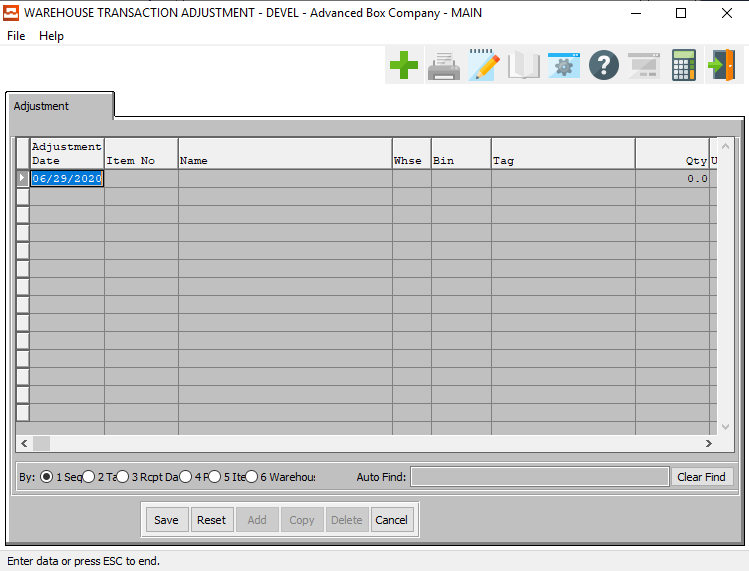 WAREHOUSE TRANSACTION ADJUSTMENT - DEVEL - Advanced Box Company - MAIN
File Help
Adjustment
Adjustment Date Item No Name Whse Bin Tag Qty U
06/29/2020 0.0
By: 1 Seq 2 Ta 3 Rcpt Da 4 P 5 Ite 6 Warehous Auto Find: Clear Find
Save Reset Add Copy Delete Cancel
Enter data or press ESC to end.